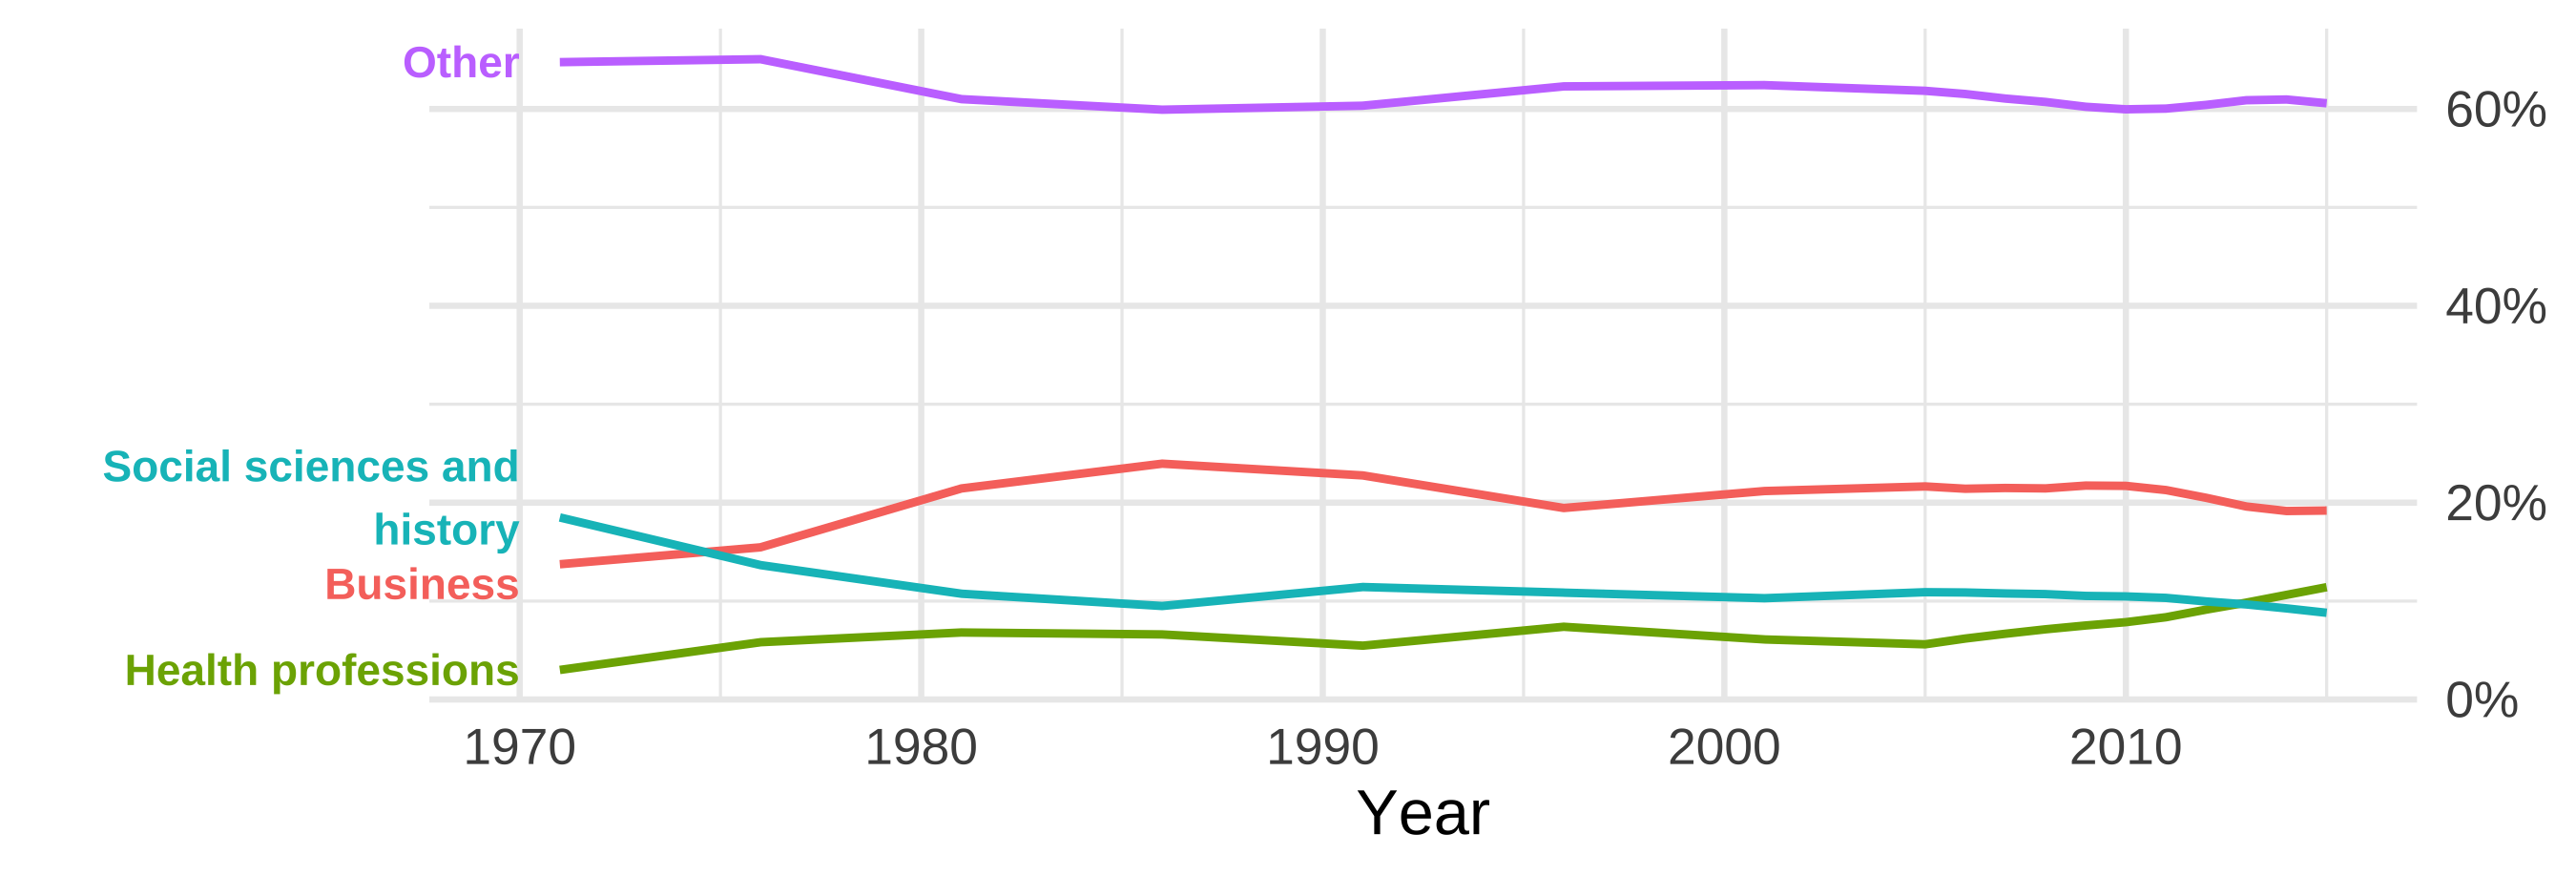 Other
Social sciences and
history
Business
Health professions
60%
40%
20%
0%
1970 1980 1990 2000 2010
Year